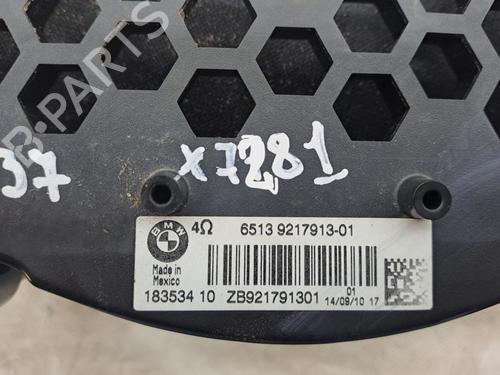 B-PARTS
37
X7281
BMW
4Ω
6513 9217913-01
Made in
Mexico
183534 10
ZB921791301
01
14/09/10 17